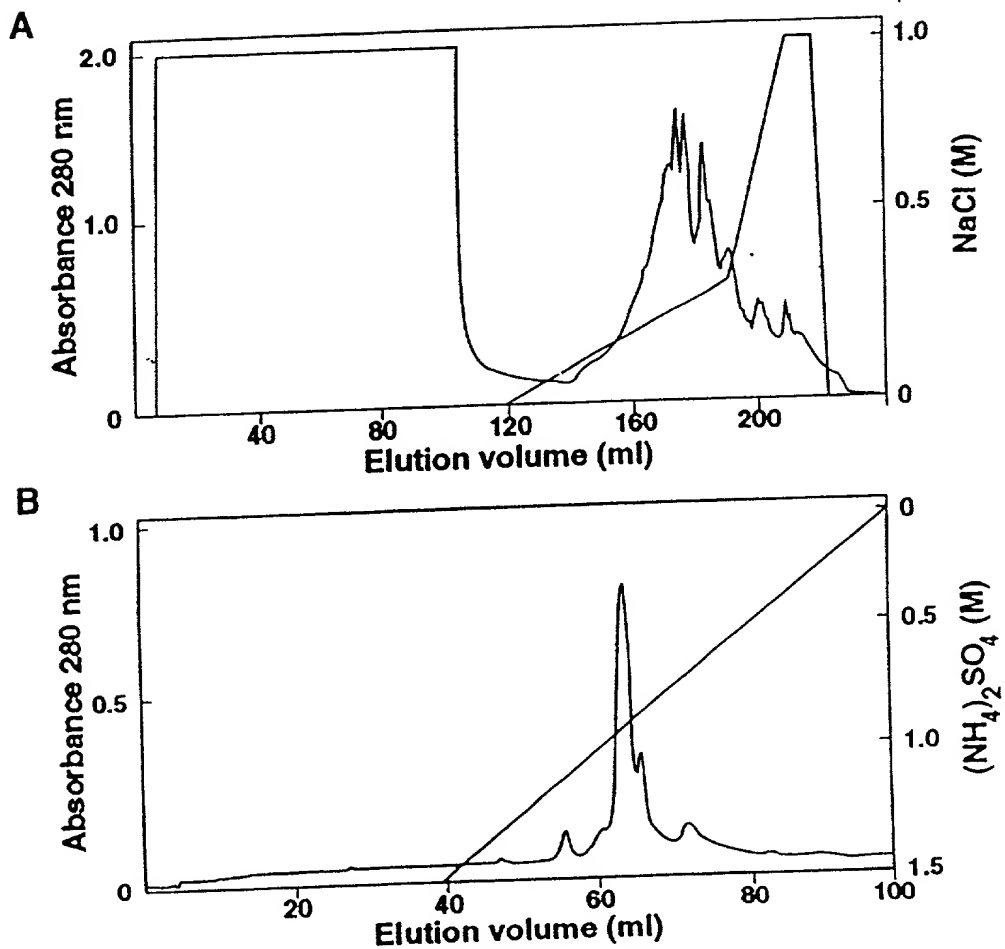 A
2.0
1.0
0
Absorbance 280 nm
40
80
120
160
200
Elution volume (ml)
1.0
0.5
0
NaCl (M)
B
1.0
0.5
0
Absorbance 280 nm
20
40
60
80
100
Elution volume (ml)
0
0.5
1.0
1.5
(NH₄)₂SO₄ (M)